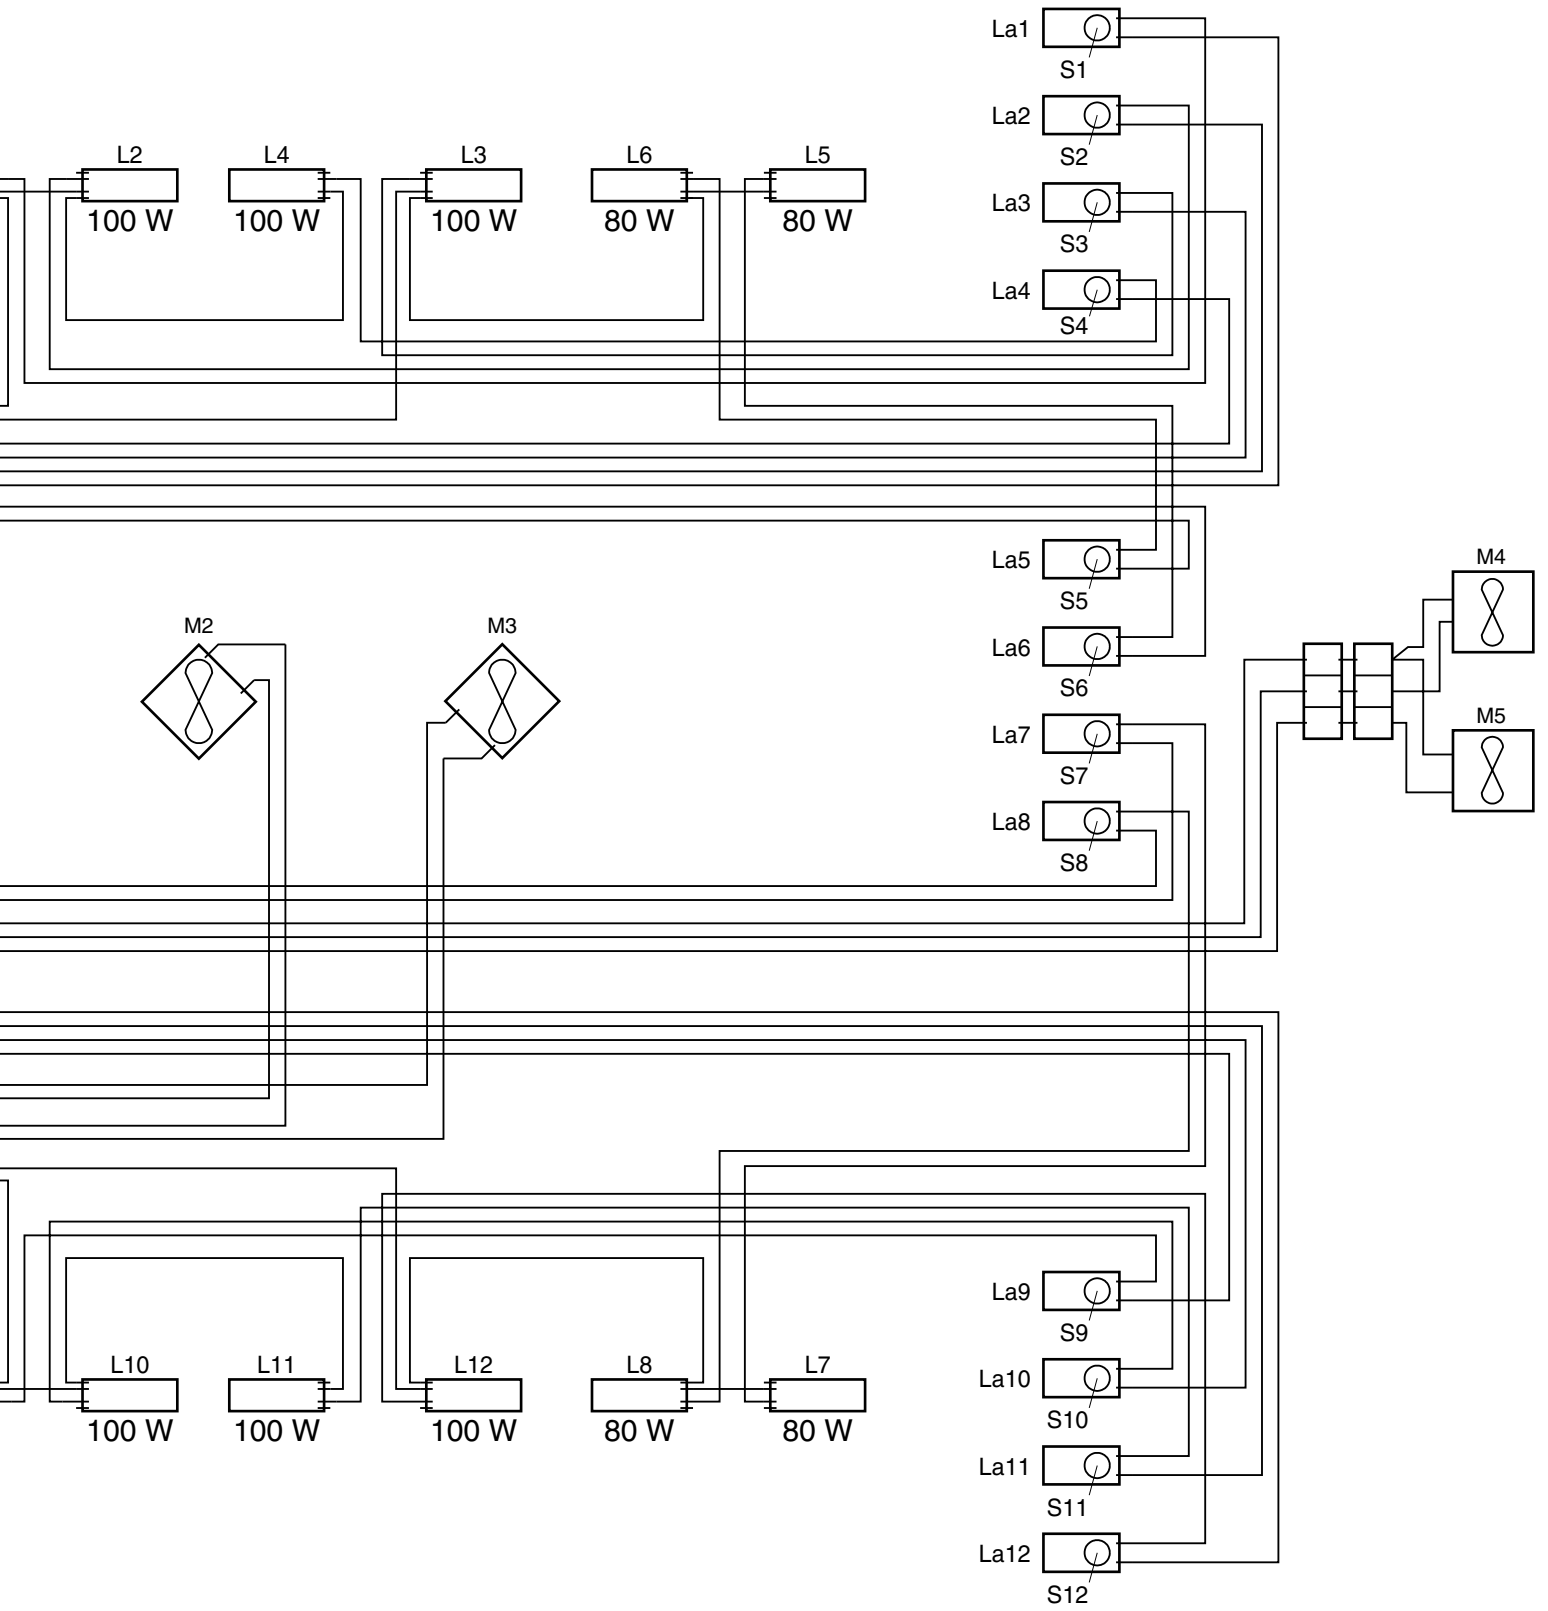 La1
S1
La2
S2
L2 L4 L3 L6 L5
100 W 100 W 100 W 80 W 80 W
La3
S3
La4
S4
La5
S5
M4
M2 M3
La6
S6
La7
S7
M5
La8
S8
La9
S9
L10 L11 L12 L8 L7
100 W 100 W 100 W 80 W 80 W
La10
S10
La11
S11
La12
S12